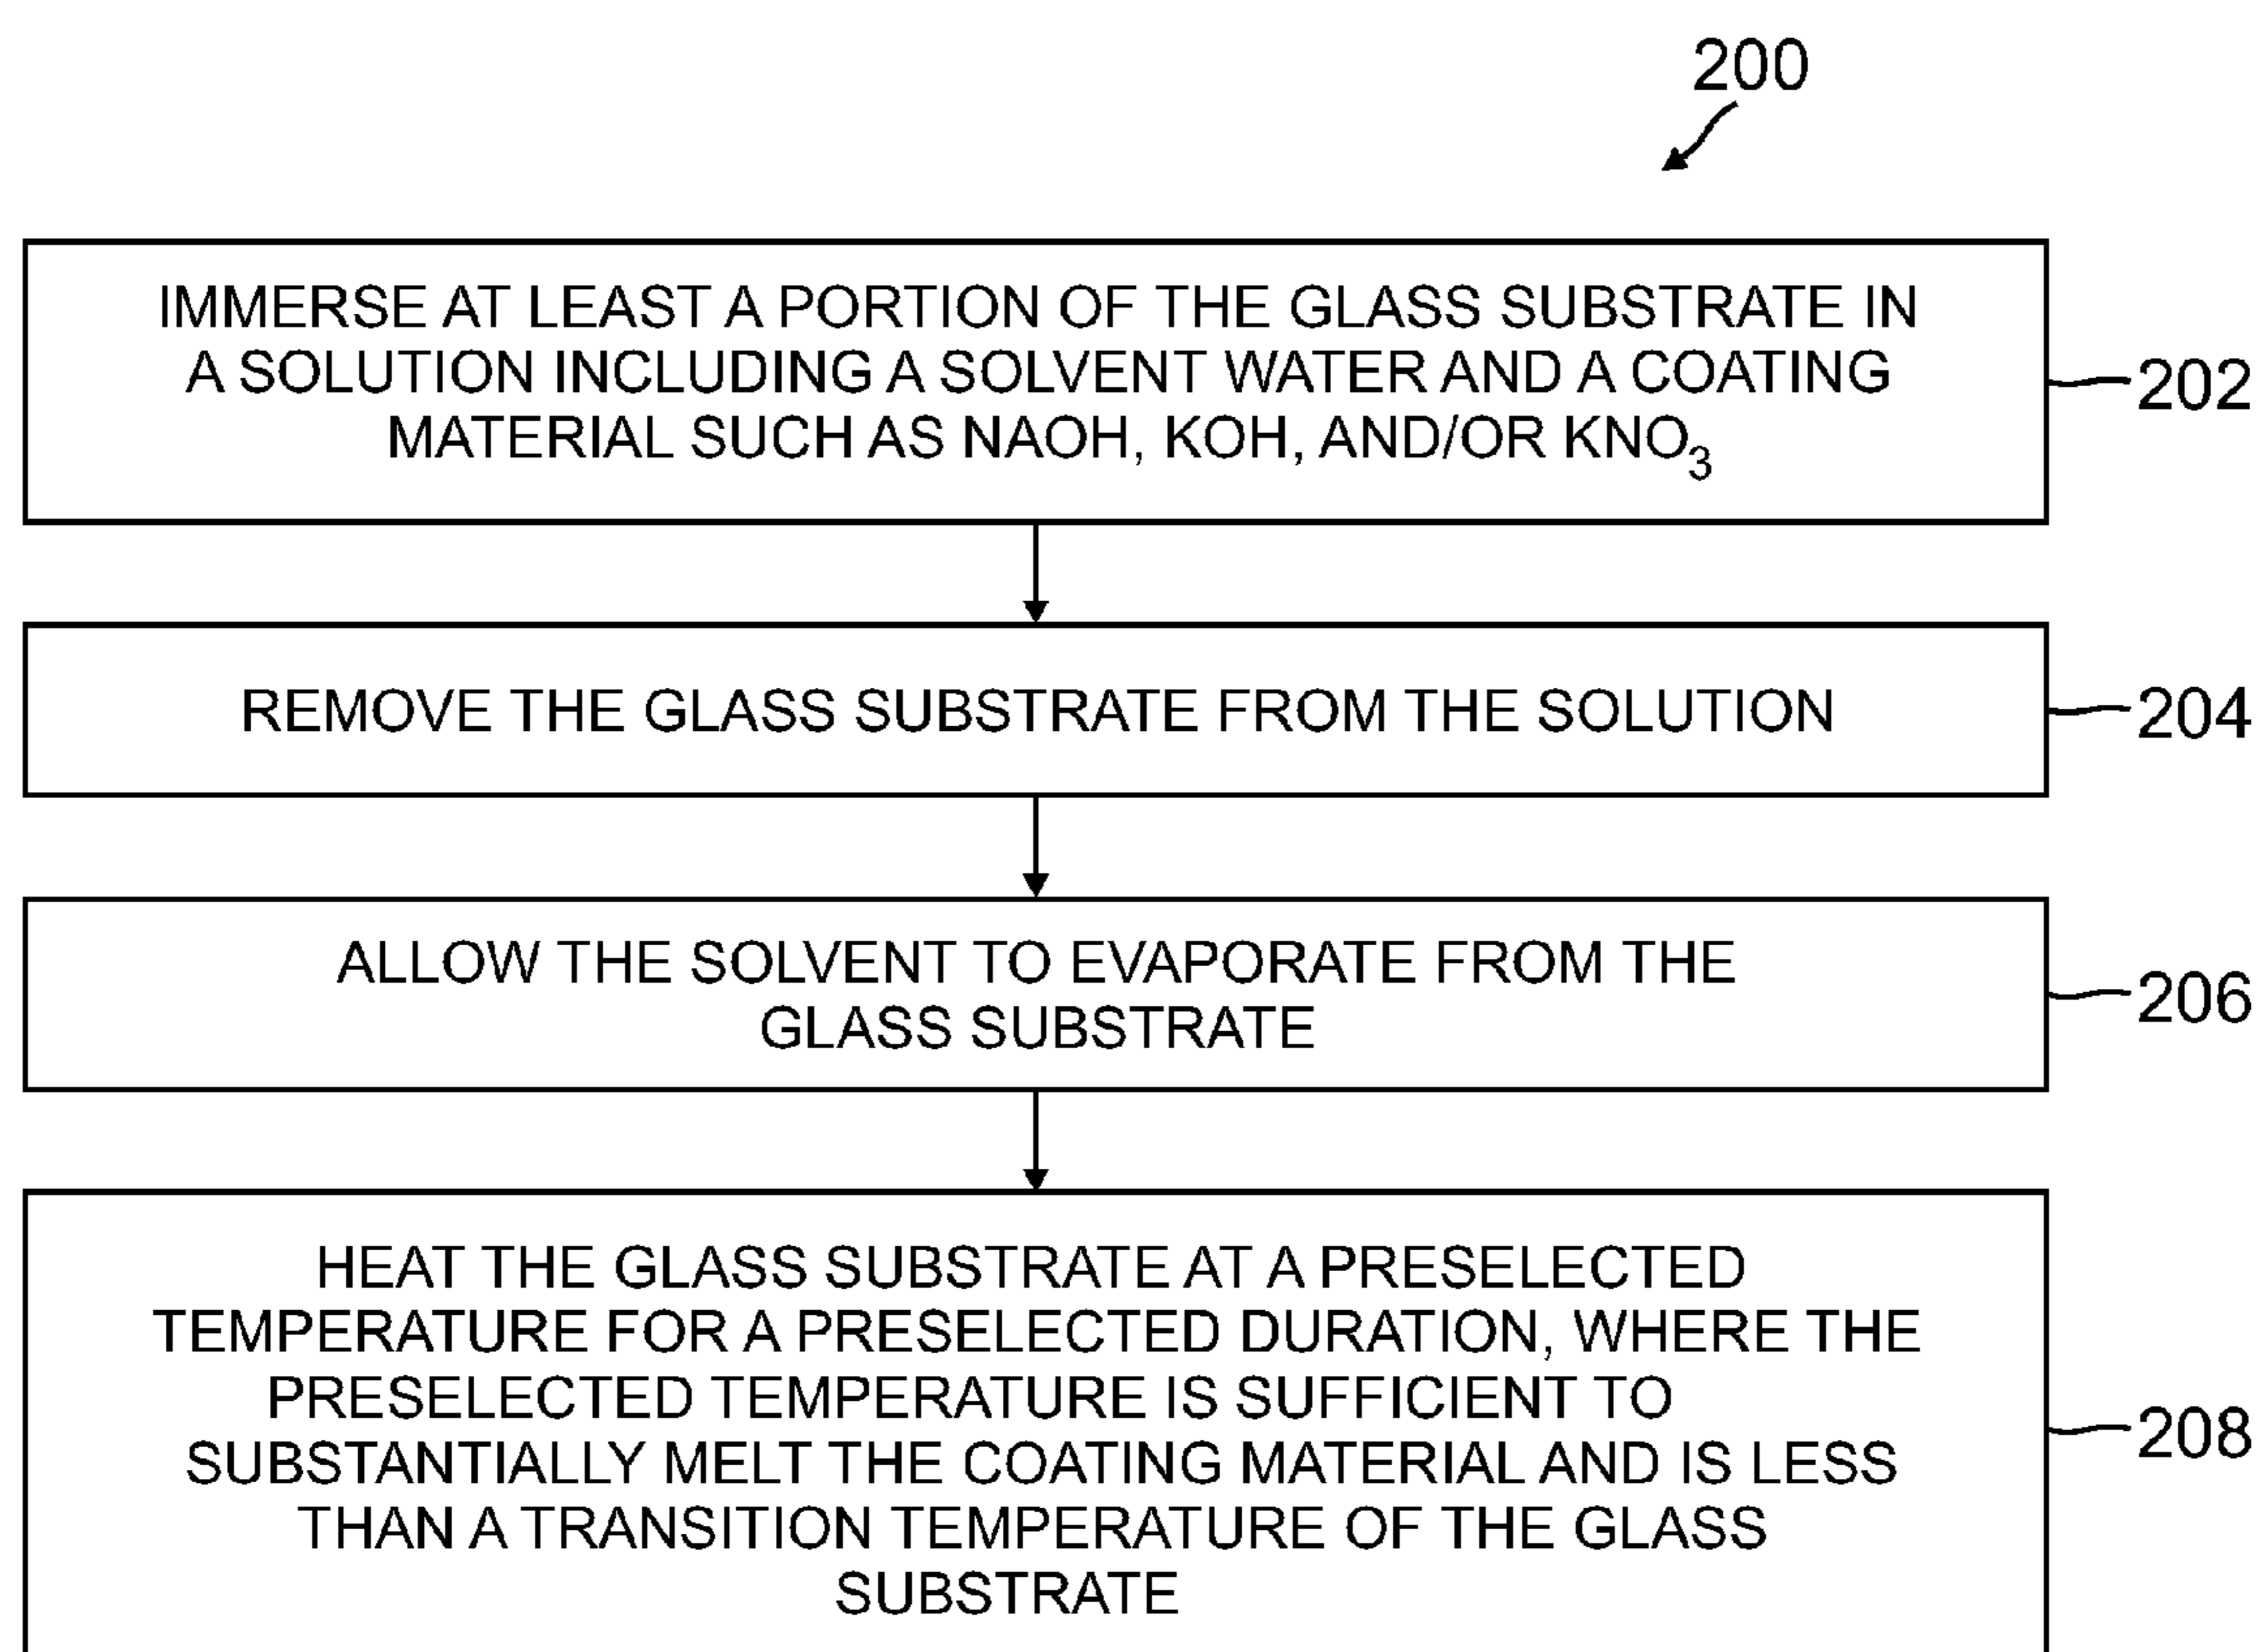 200
IMMERSE AT LEAST A PORTION OF THE GLASS SUBSTRATE IN
A SOLUTION INCLUDING A SOLVENT WATER AND A COATING
MATERIAL SUCH AS NAOH, KOH, AND/OR KNO₃
202
REMOVE THE GLASS SUBSTRATE FROM THE SOLUTION
204
ALLOW THE SOLVENT TO EVAPORATE FROM THE
GLASS SUBSTRATE
206
HEAT THE GLASS SUBSTRATE AT A PRESELECTED
TEMPERATURE FOR A PRESELECTED DURATION, WHERE THE
PRESELECTED TEMPERATURE IS SUFFICIENT TO
SUBSTANTIALLY MELT THE COATING MATERIAL AND IS LESS
THAN A TRANSITION TEMPERATURE OF THE GLASS
SUBSTRATE
208